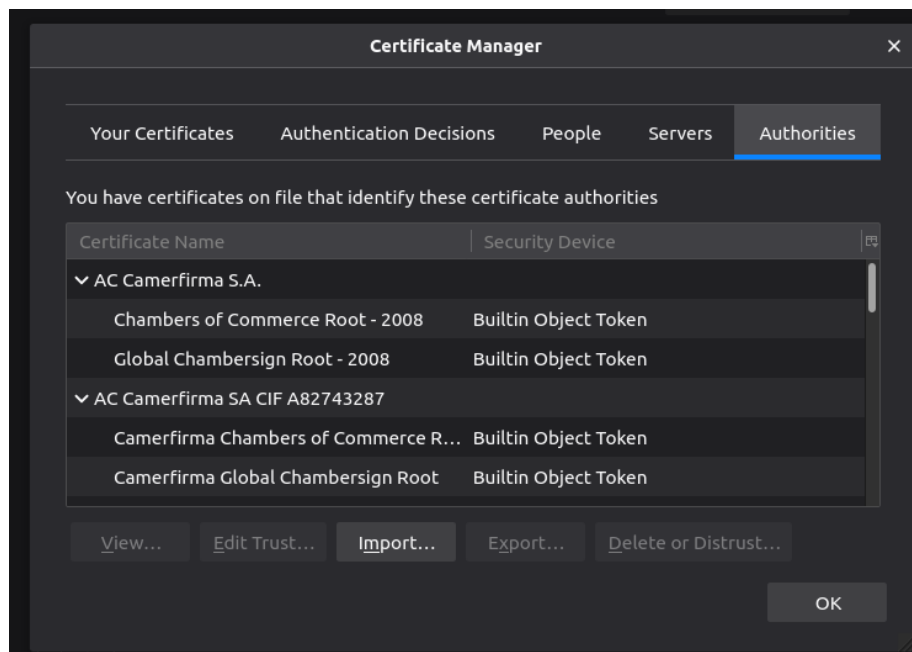 Certificate Manager
Your Certificates Authentication Decisions People Servers Authorities
You have certificates on file that identify these certificate authorities
Certificate Name Security Device
AC Camerfirma S.A.
Chambers of Commerce Root - 2008 Builtin Object Token
Global Chambersign Root - 2008 Builtin Object Token
AC Camerfirma SA CIF A82743287
Camerfirma Chambers of Commerce R... Builtin Object Token
Camerfirma Global Chambersign Root Builtin Object Token
View... Edit Trust... Import... Export... Delete or Distrust...
OK